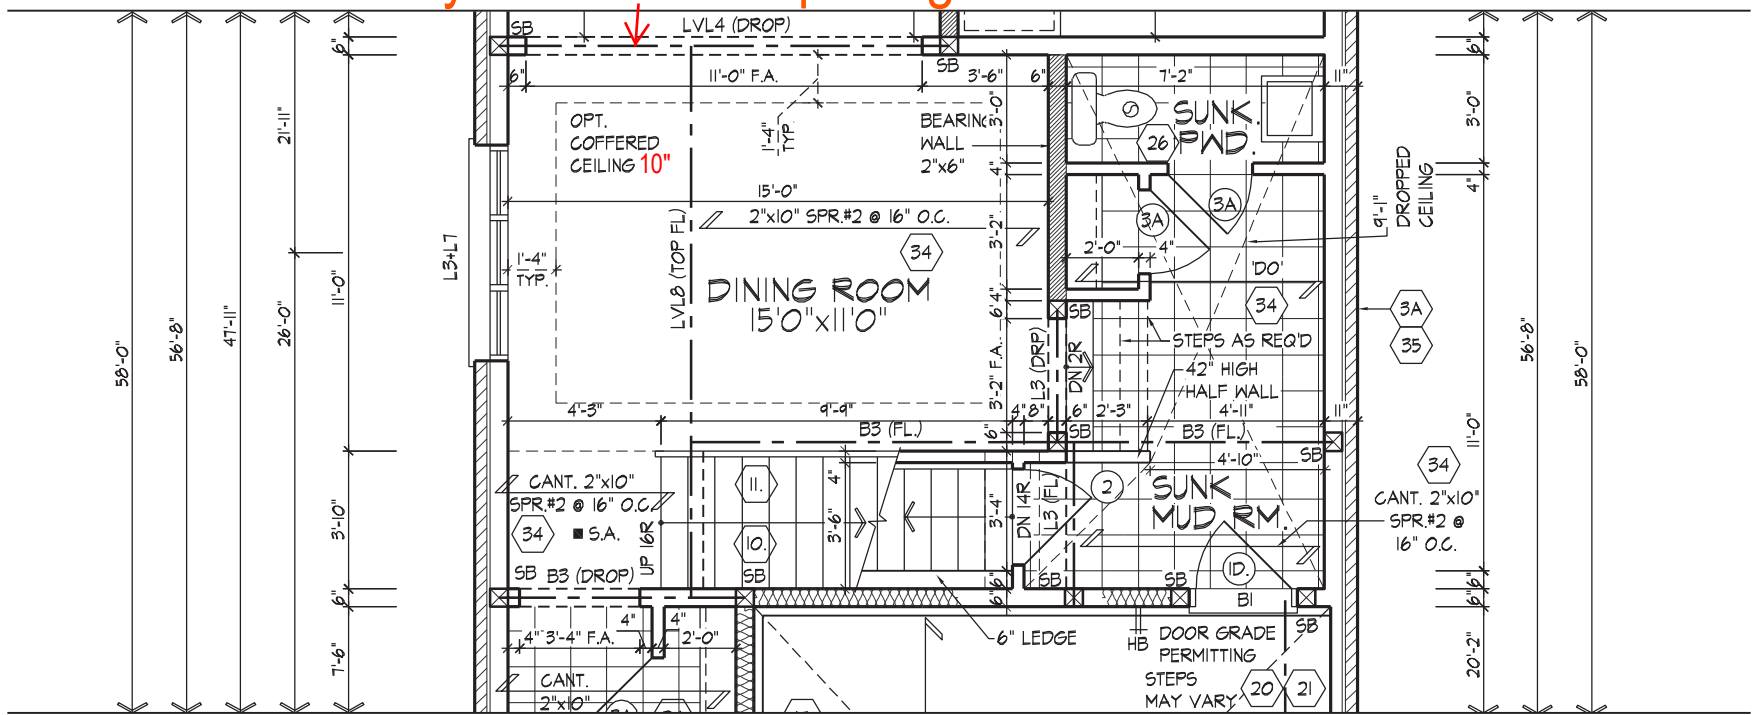 SB
LVL4 (DROP)
SB
6"
6"
11'-0" F.A.
3'-6"
6"
7'-2"
11"
6"
OPT.
COFFERED
CEILING 10"
1'-4"
TYP.
BEARING
WALL
2"x6"
3'-0"
SUNK.
PWD.
26
3'-0"
21'-11"
4"
4"
15'-0"
2"x10" SPR.#2 @ 16" O.C.
34
3'-2"
3A
3A
2'-0"
4"
9'-1"
DROPPED
CEILING
L3+L7
1'-4"
TYP.
LVL8 (TOP FL)
DINING ROOM
15'0"x11'0"
'DO'
34
3A
35
58'-0"
56'-8"
47'-11"
26'-0"
11'-0"
4"
6"
SB
STEPS AS REQ'D
42" HIGH
HALF WALL
3'-2" F.A.
L3 (DRP)
DN 2R
56'-8"
58'-0"
4'-3"
9'-9"
4"
8"
6"
2'-3"
4'-11"
11"
B3 (FL.)
6"
SB
B3 (FL.)
SB
4'-10"
11'-0"
CANT. 2"x10"
SPR.#2 @ 16" O.C.
34
S.A.
UP 16R
11.
10.
4"
3'-6"
3'-4"
DN 14R
L3 (FL)
2
SUNK
MUD RM.
34
CANT. 2"x10"
SPR.#2 @
16" O.C.
3'-10"
SB
B3 (DROP)
SB
SB
SB
1D.
6"
6"
6"
6"
6"
B1
SB
4"
3'-4" F.A.
4"
4"
2'-0"
6" LEDGE
HB
DOOR GRADE
PERMITTING
STEPS
MAY VARY
20
21
7'-6"
20'-2"
CANT.
2"x10"